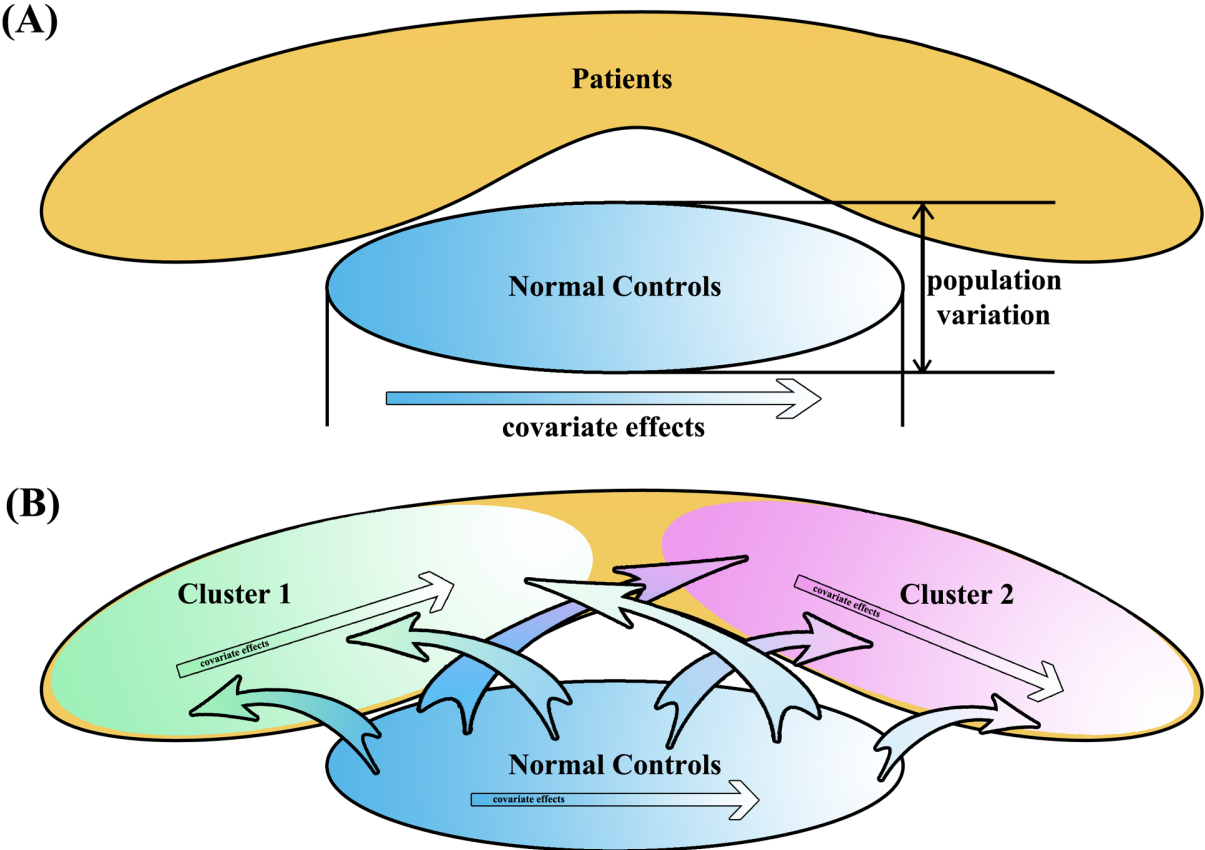 (A)
Patients
Normal Controls
population
variation
covariate effects
(B)
Cluster 1
covariate effects
Cluster 2
covariate effects
Normal Controls
covariate effects